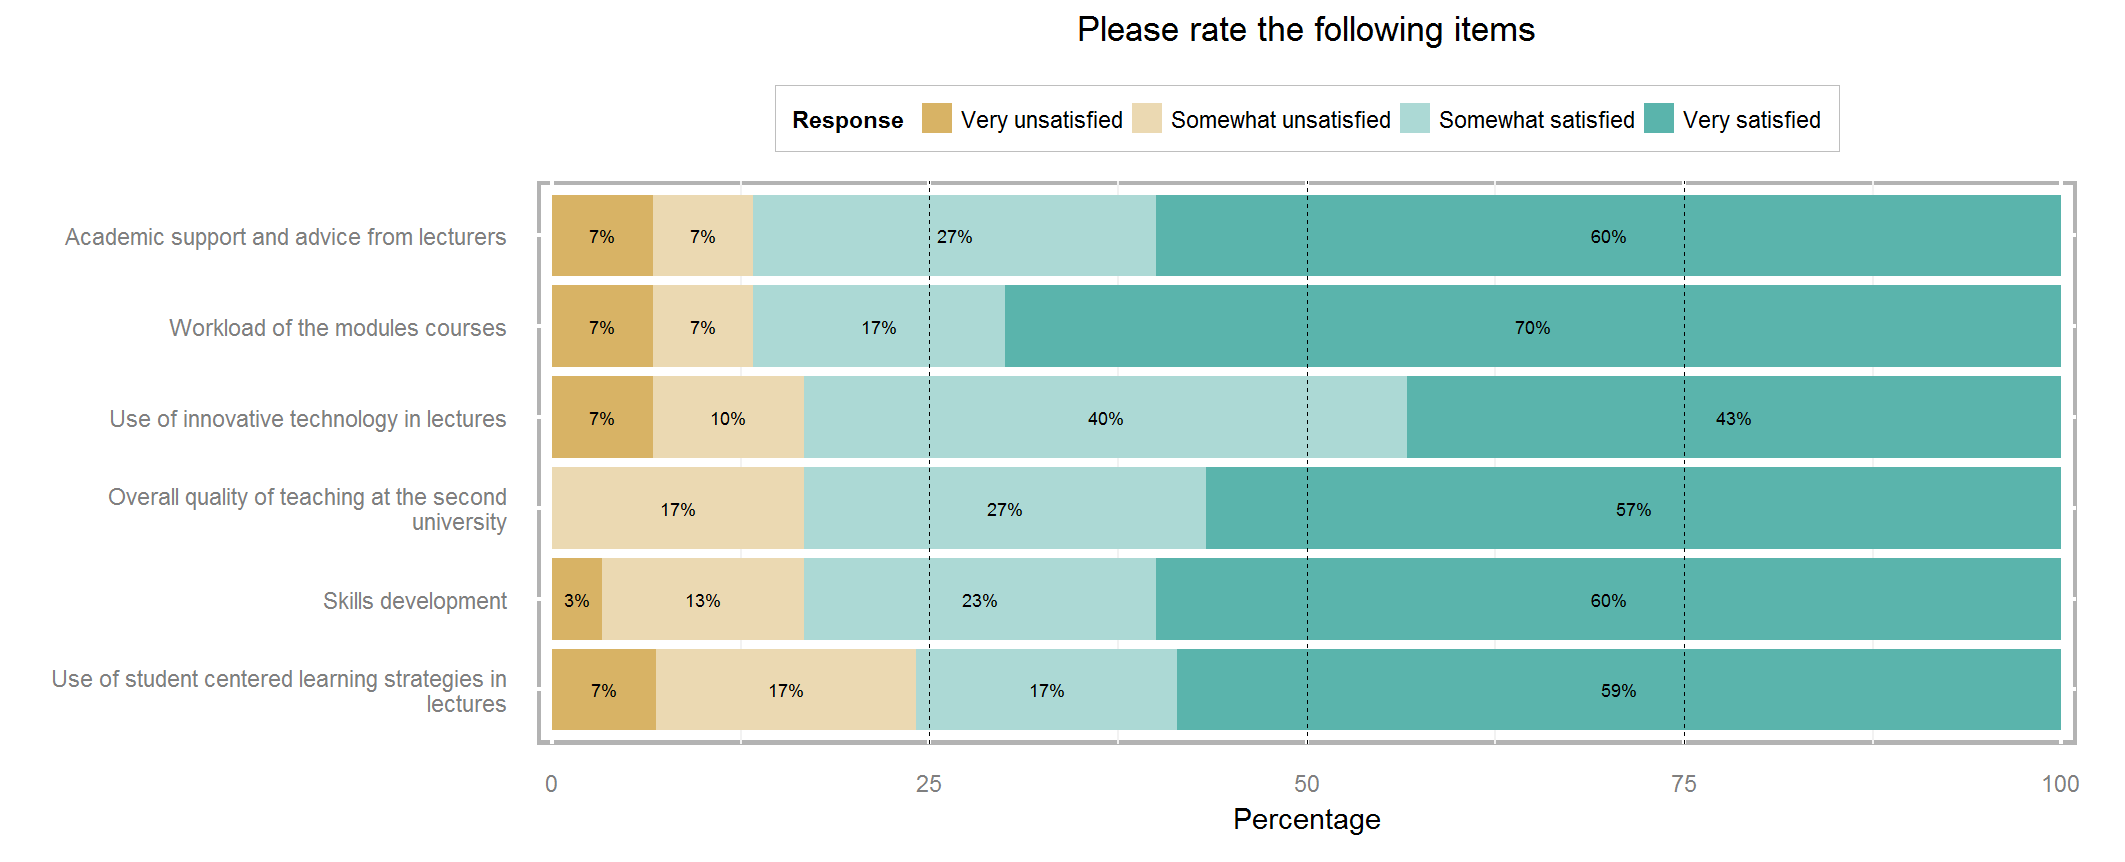 Please rate the following items
Response Very unsatisfied Somewhat unsatisfied Somewhat satisfied Very satisfied
Academic support and advice from lecturers 7% 7% 27% 60%
Workload of the modules courses 7% 7% 17% 70%
Use of innovative technology in lectures 7% 10% 40% 43%
Overall quality of teaching at the second
university
17% 27% 57%
Skills development 3% 13% 23% 60%
Use of student centered learning strategies in
lectures
7% 17% 17% 59%
0 25 50 75 100
Percentage